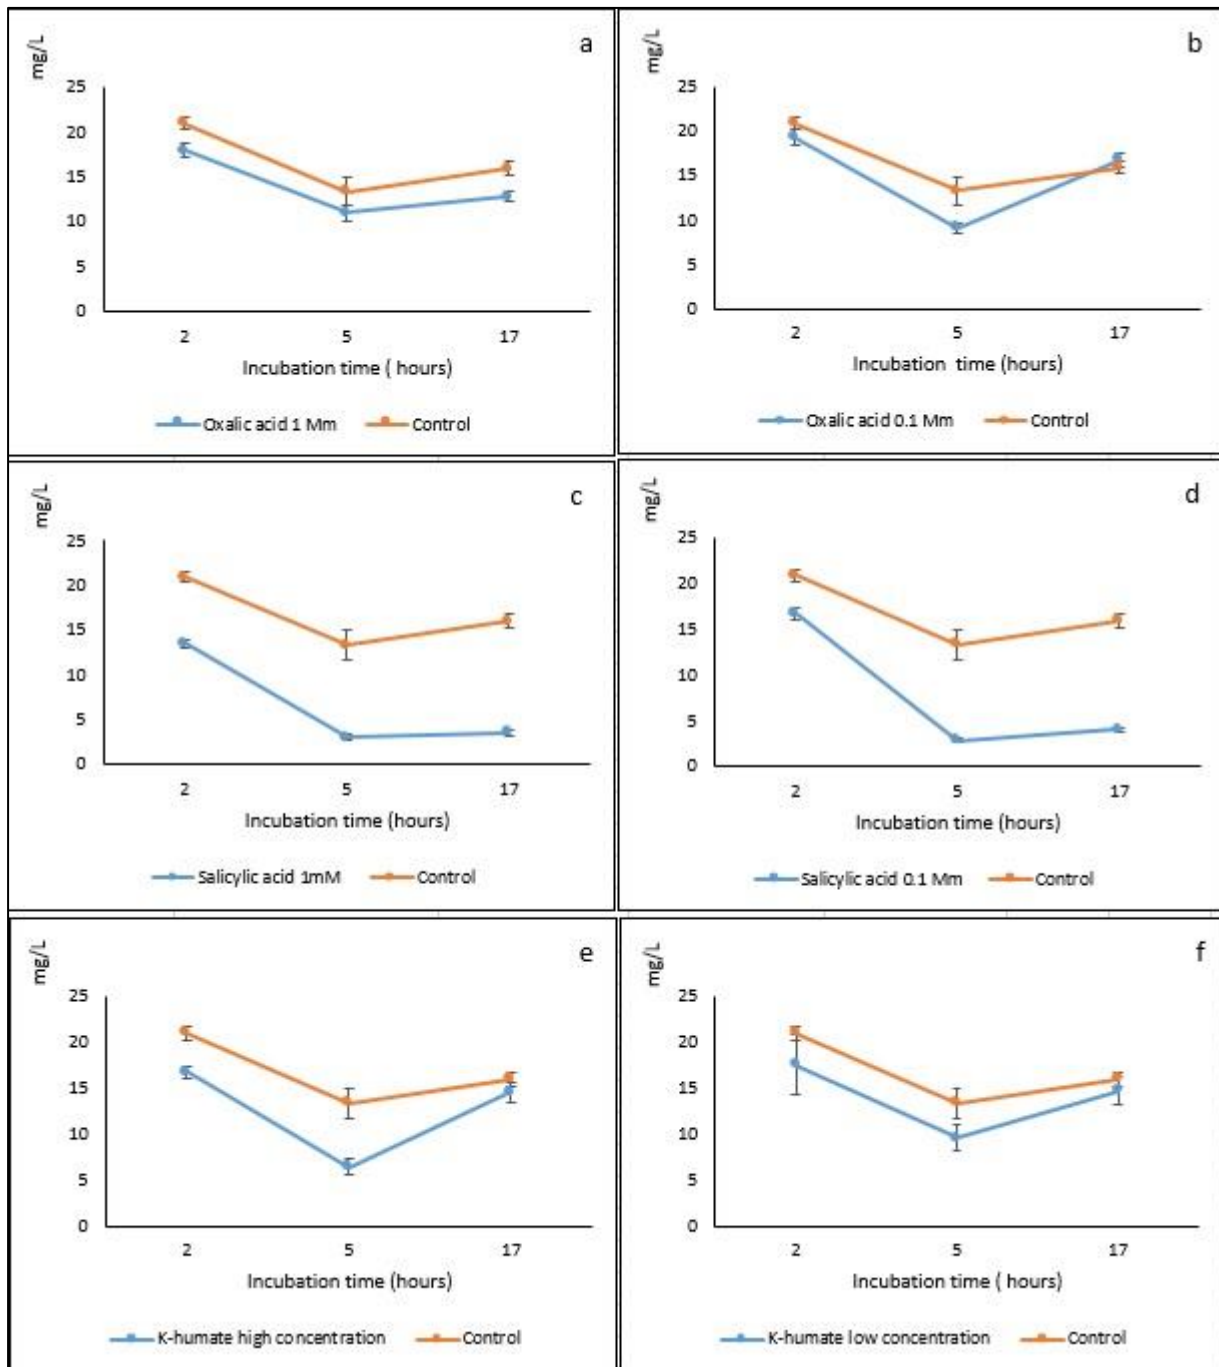 mg/L
a
25
20
15
10
5
0
2 5 17
Incubation time ( hours)
Oxalic acid 1 Mm Control
mg/L
b
25
20
15
10
5
0
2 5 17
Incubation time (hours)
Oxalic acid 0.1 Mm Control
mg/L
c
25
20
15
10
5
0
2 5 17
Incubation time (hours)
Salicylic acid 1mM Control
mg/L
d
25
20
15
10
5
0
2 5 17
Incubation time (hours)
Salicylic acid 0.1 Mm Control
mg/L
e
25
20
15
10
5
0
2 5 17
Incubation time (hours)
K-humate high concentration Control
mg/L
f
25
20
15
10
5
0
2 5 17
Incubation time ( hours)
K-humate low concentration Control